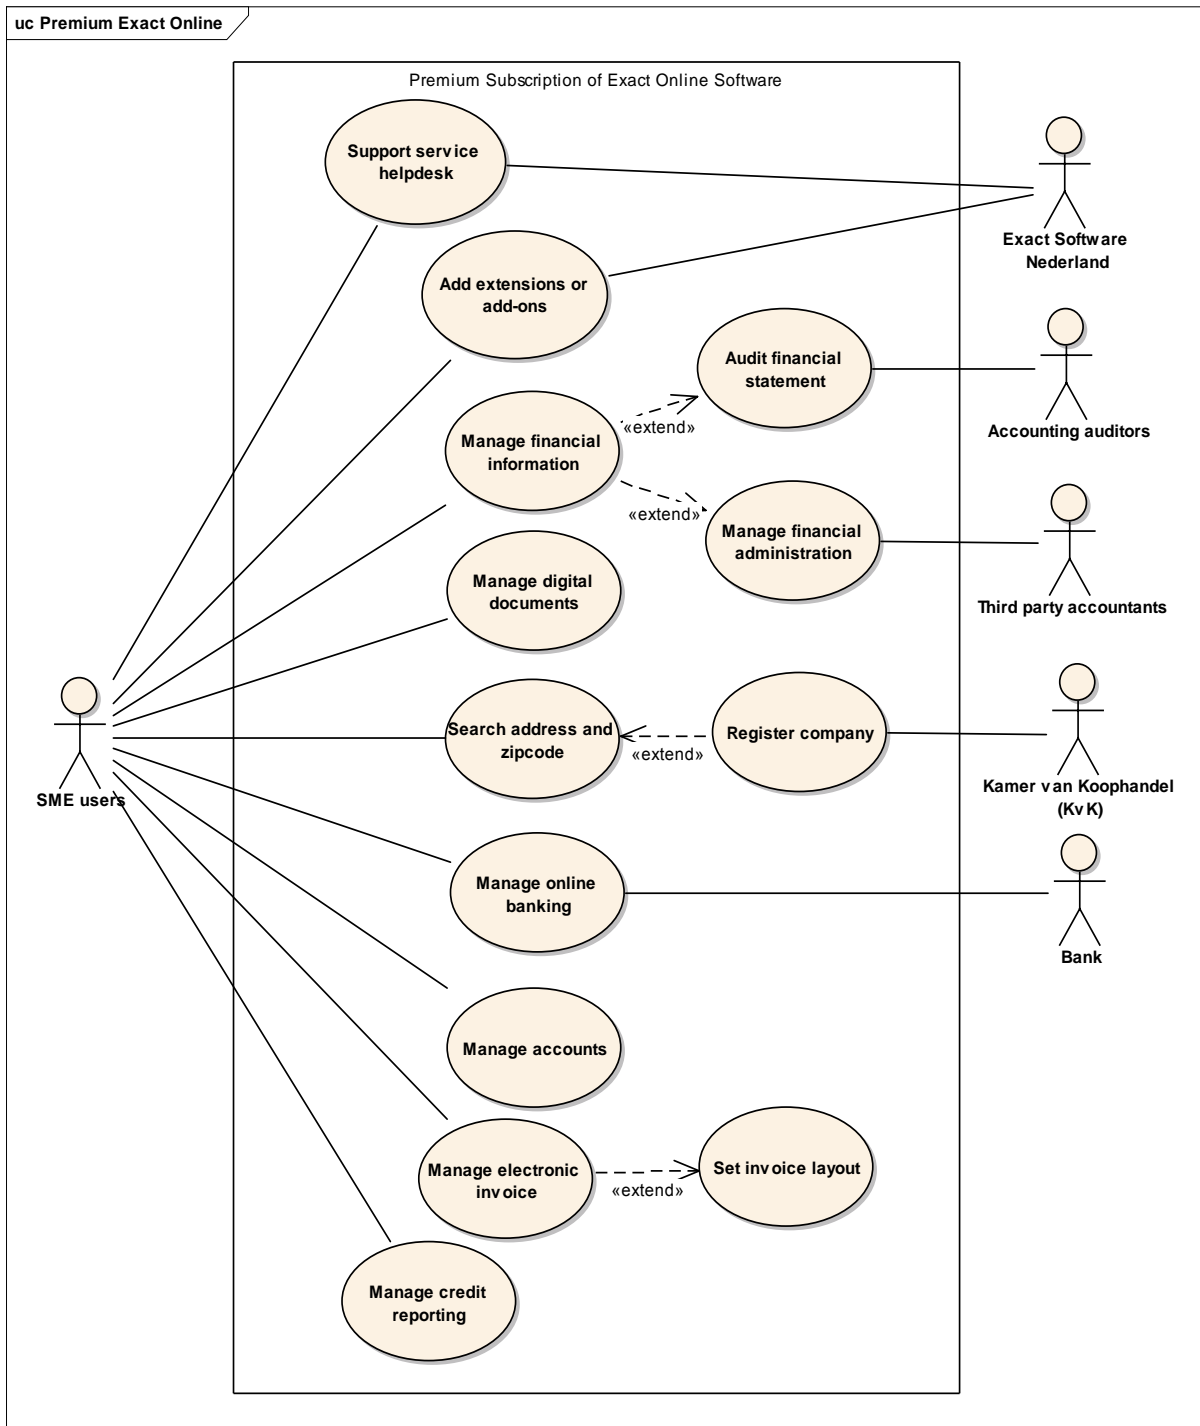 uc Premium Exact Online
Premium Subscription of Exact Online Software
Support service
helpdesk
Exact Software
Nederland
Add extensions or
add-ons
Audit financial
statement
Accounting auditors
Manage financial
information
«extend»
«extend»
Manage financial
administration
Third party accountants
Manage digital
documents
SME users
Search address and
zipcode
«extend»
Register company
Kamer van Koophandel
(KvK)
Manage online
banking
Bank
Manage accounts
Manage electronic
invoice
«extend»
Set invoice layout
Manage credit
reporting